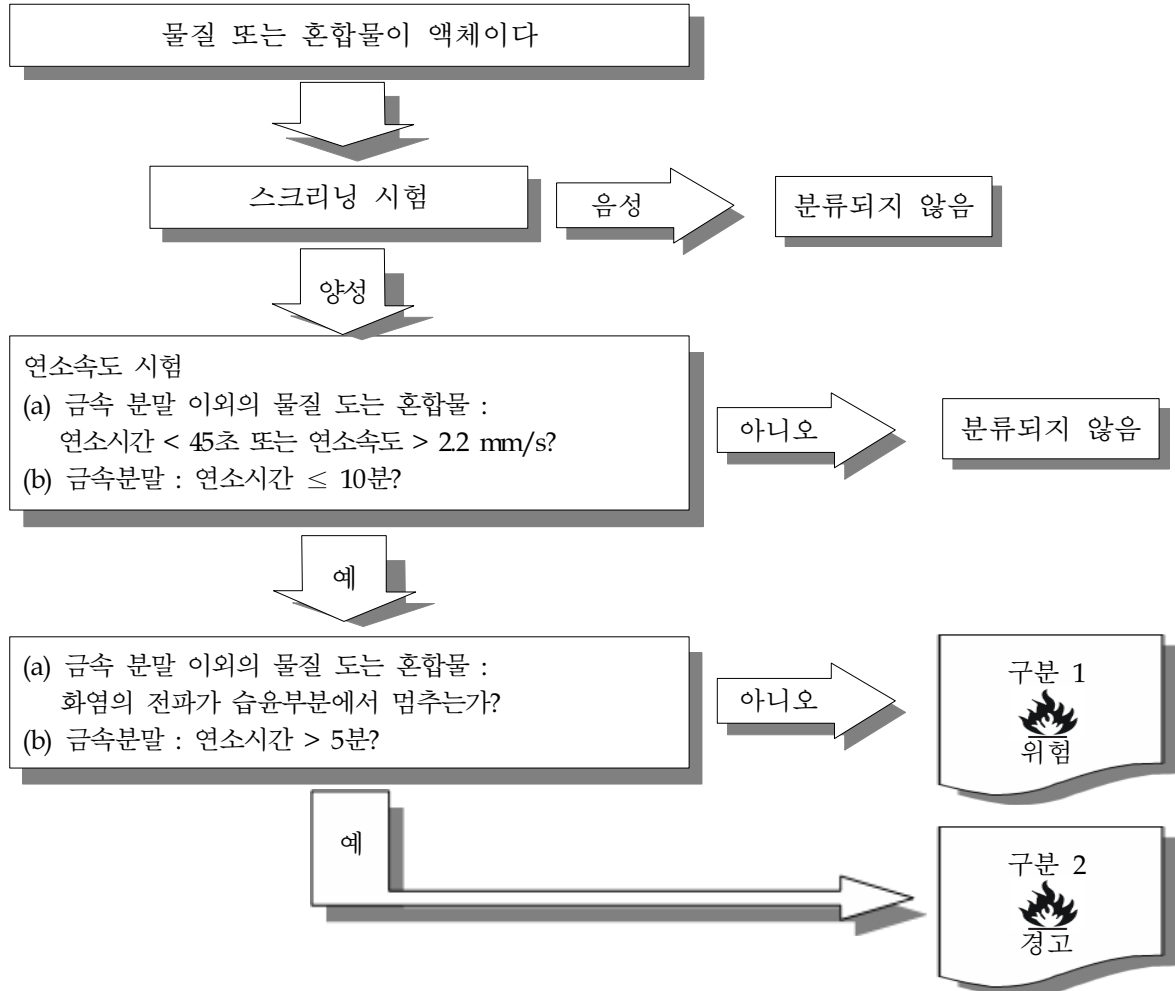 물질 또는 혼합물이 액체이다
스크리닝 시험
음성
분류되지 않음
양성
연소속도 시험
(a) 금속 분말 이외의 물질 도는 혼합물 :
연소시간 < 45초 또는 연소속도 > 2.2 mm/s?
(b) 금속분말 : 연소시간 ≤ 10분?
아니오
분류되지 않음
예
(a) 금속 분말 이외의 물질 도는 혼합물 :
화염의 전파가 습윤부분에서 멈추는가?
(b) 금속분말 : 연소시간 > 5분?
아니오
구분 1
위험
예
구분 2
경고